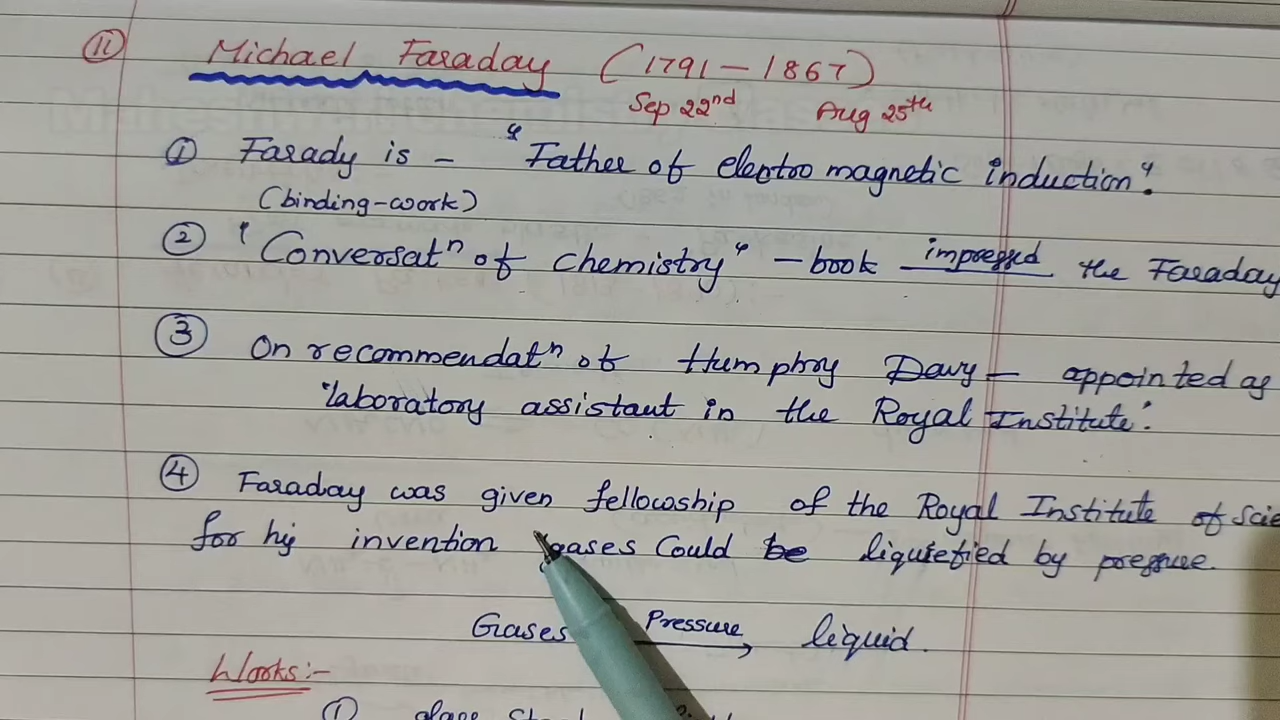 11 Michael Faraday (1791-1867)
Sep 22nd Aug 25th
① Farady is - "Father of electro magnetic induction".
(binding-work)
② "Conversatn of Chemistry" - book impressed the Faraday
③ On recommendatn of Humphry Davy - appointed as
'laboratory assistant in the Royal Institute'.
④ Faraday was given fellowship of the Royal Institute of Scie
for his invention gases Could be liquiefied by pressure.
Gases Pressure → liquid.
Works:-
①